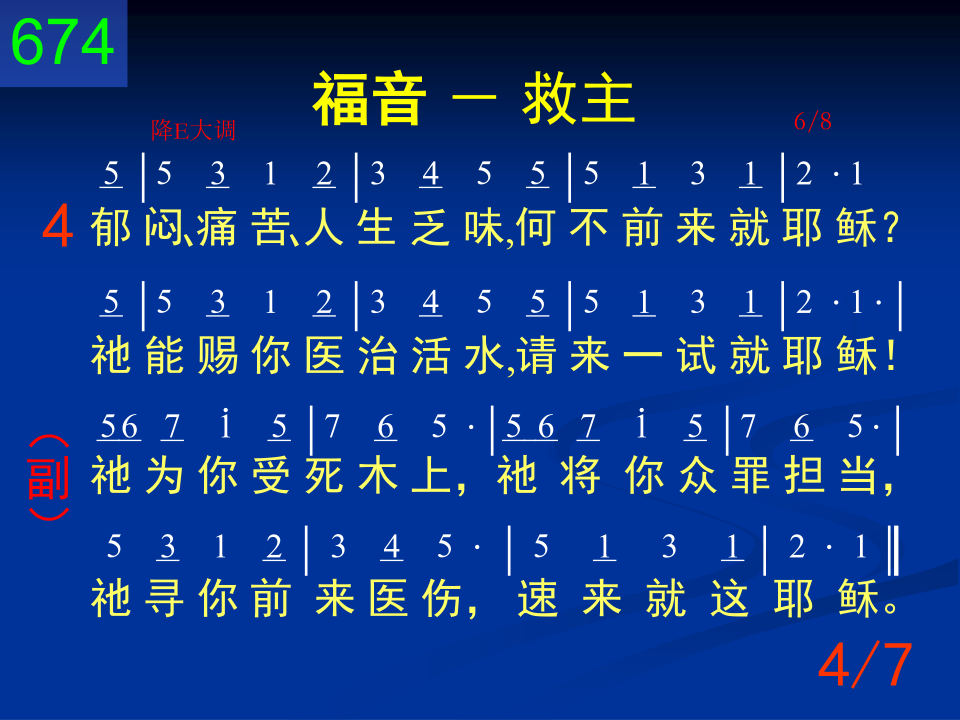 674
福音 － 救主
降E大调 6/8
5 | 5 3 1 2 | 3 4 5 5 | 5 1 3 1 | 2 · 1
4 郁闷、痛苦、人生乏味,何不前来就耶稣?
5 | 5 3 1 2 | 3 4 5 5 | 5 1 3 1 | 2 · 1 · |
祂能赐你医治活水,请来一试就耶稣!
56 7 i 5 | 7 6 5 · | 5 6 7 i 5 | 7 6 5 · |
(副) 祂为你受死木上，祂将你众罪担当，
5 3 1 2 | 3 4 5 · | 5 1 3 1 | 2 · 1 ‖
祂寻你前来医伤，速来就这耶稣。
4/7